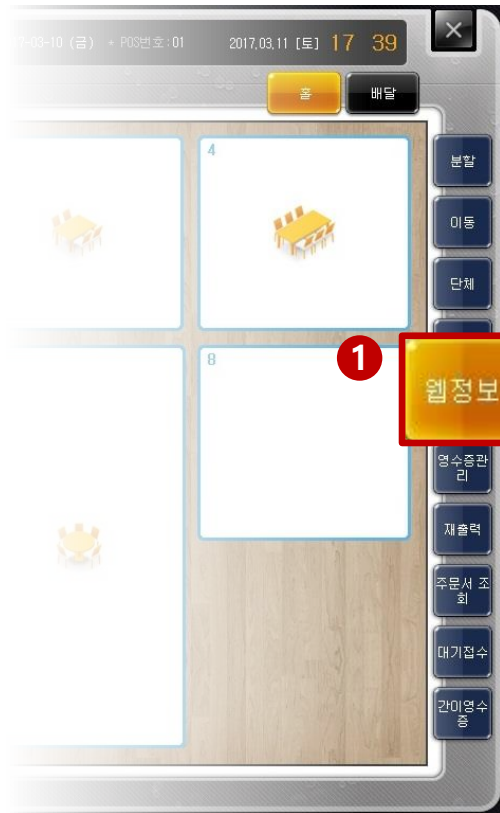 -03-10 (금) • POS번호:01 2017,03,11 [토] 17 39
홀 배달
4
분할
이동
단체
8
1
웹정보
영수증관
리
재출력
주문서 조
회
대기접수
간이영수
증